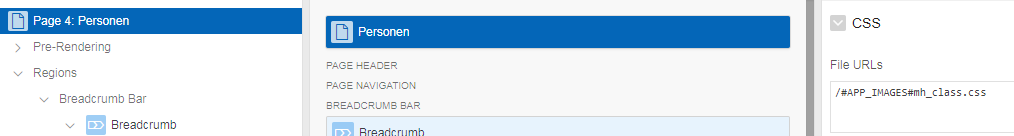 Page 4: Personen
Pre-Rendering
Regions
Breadcrumb Bar
Breadcrumb
Personen
PAGE HEADER
PAGE NAVIGATION
BREADCRUMB BAR
Breadcrumb
CSS
File URLs
/#APP_IMAGES#mh_class.css